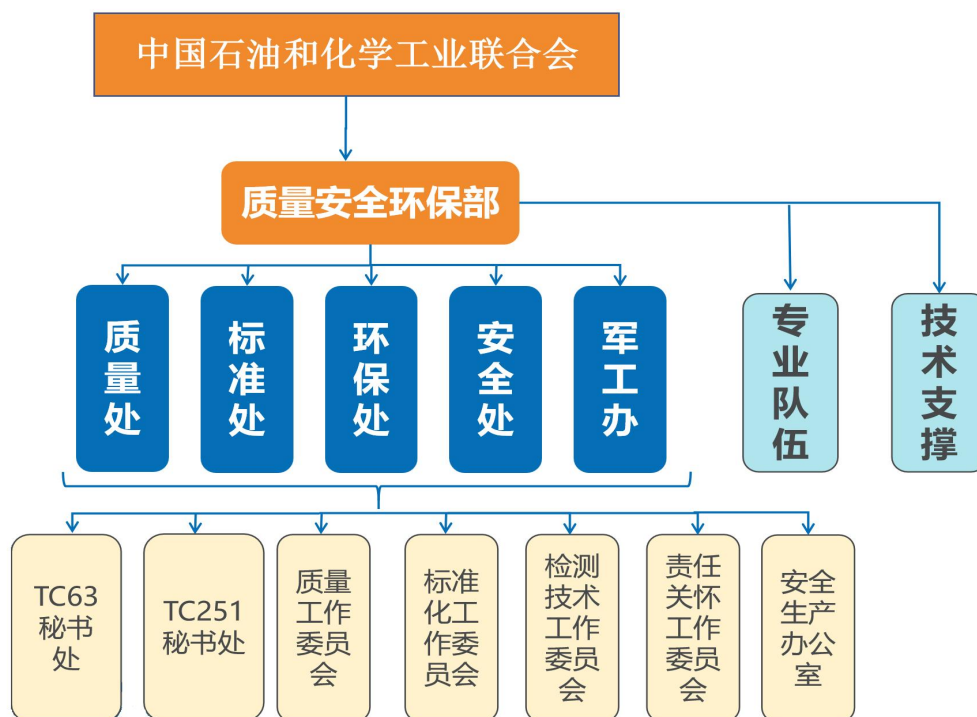 中国石油和化学工业联合会
质量安全环保部
质
量
处
标
准
处
环
保
处
安
全
处
军
工
办
专
业
队
伍
技
术
支
撑
TC63
秘书
处
TC251
秘书处
质量
工作
委员
会
标准
化工
作委
员会
检测
技术
工作
委员会
责任
关怀
工作
委员会
安全
生产
办公
室